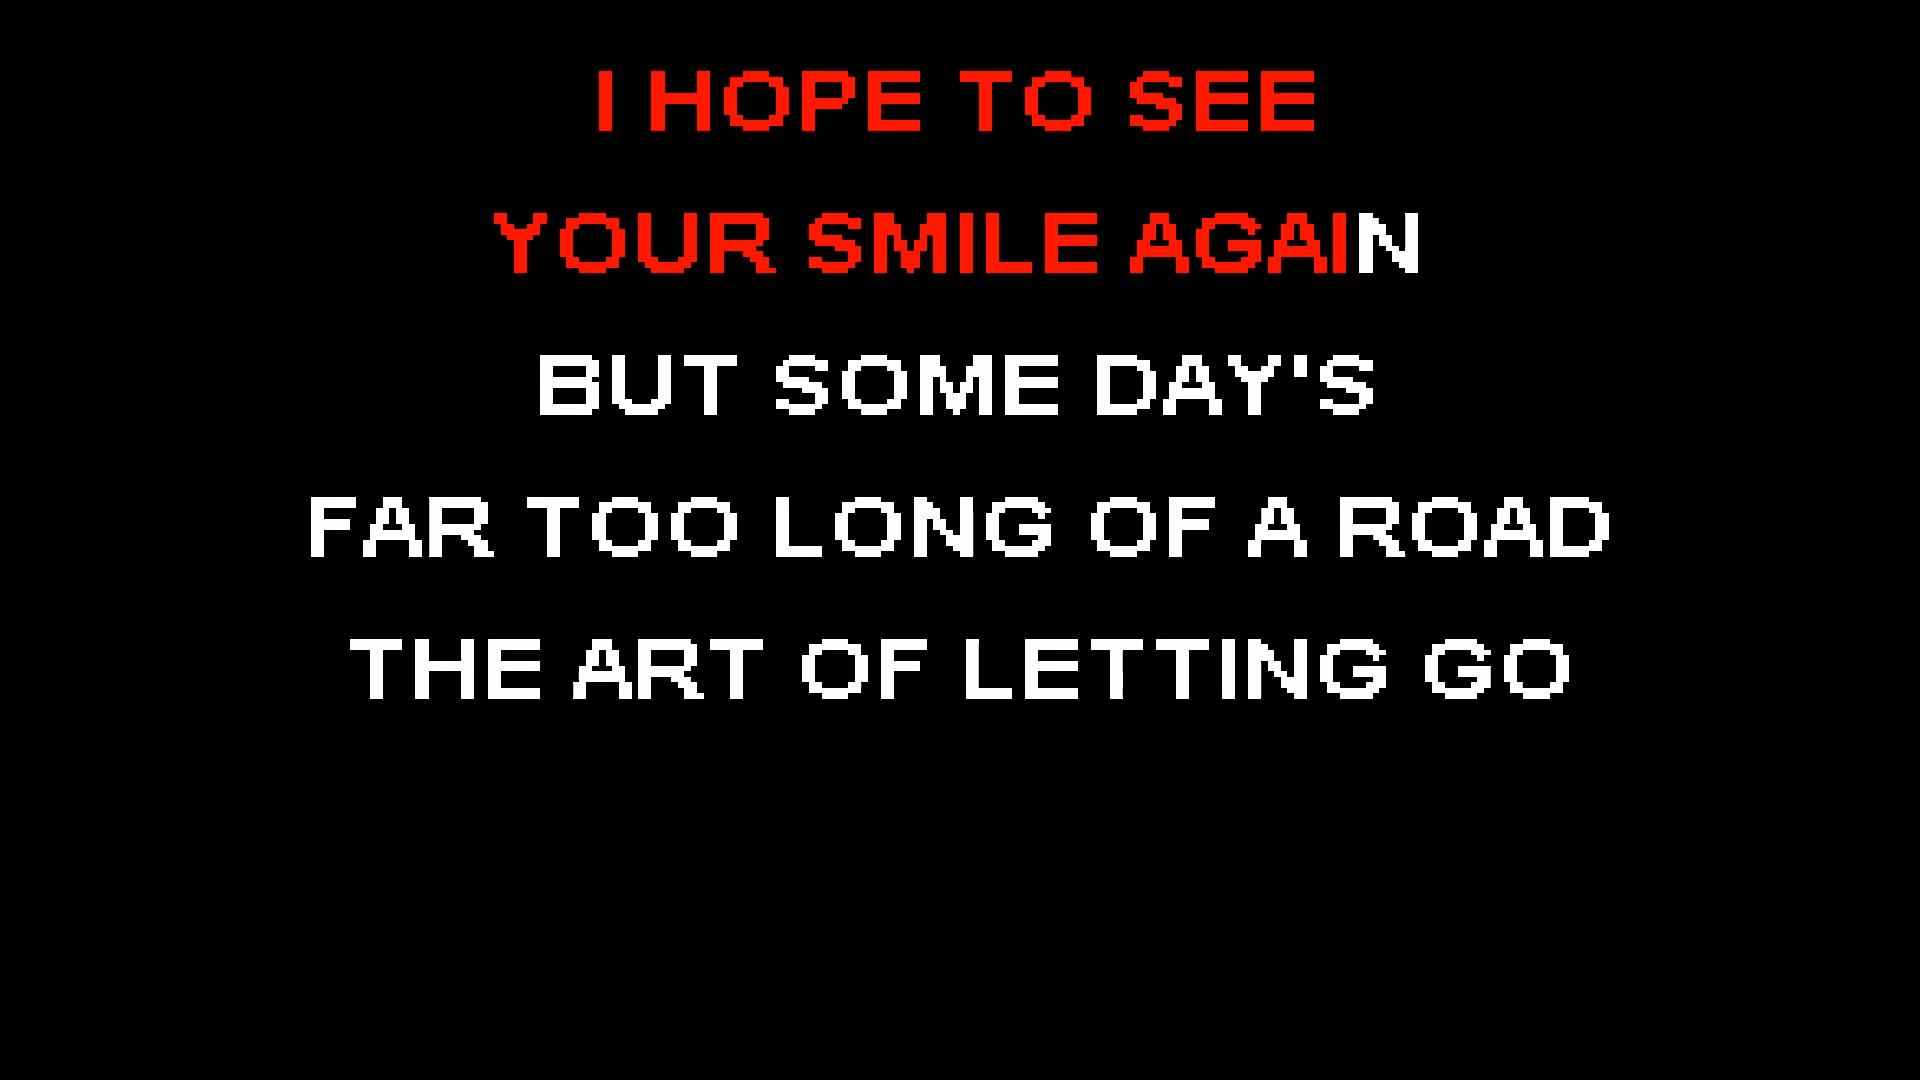 I HOPE TO SEE
YOUR SMILE AGAIN
BUT SOME DAY'S
FAR TOO LONG OF A ROAD
THE ART OF LETTING GO